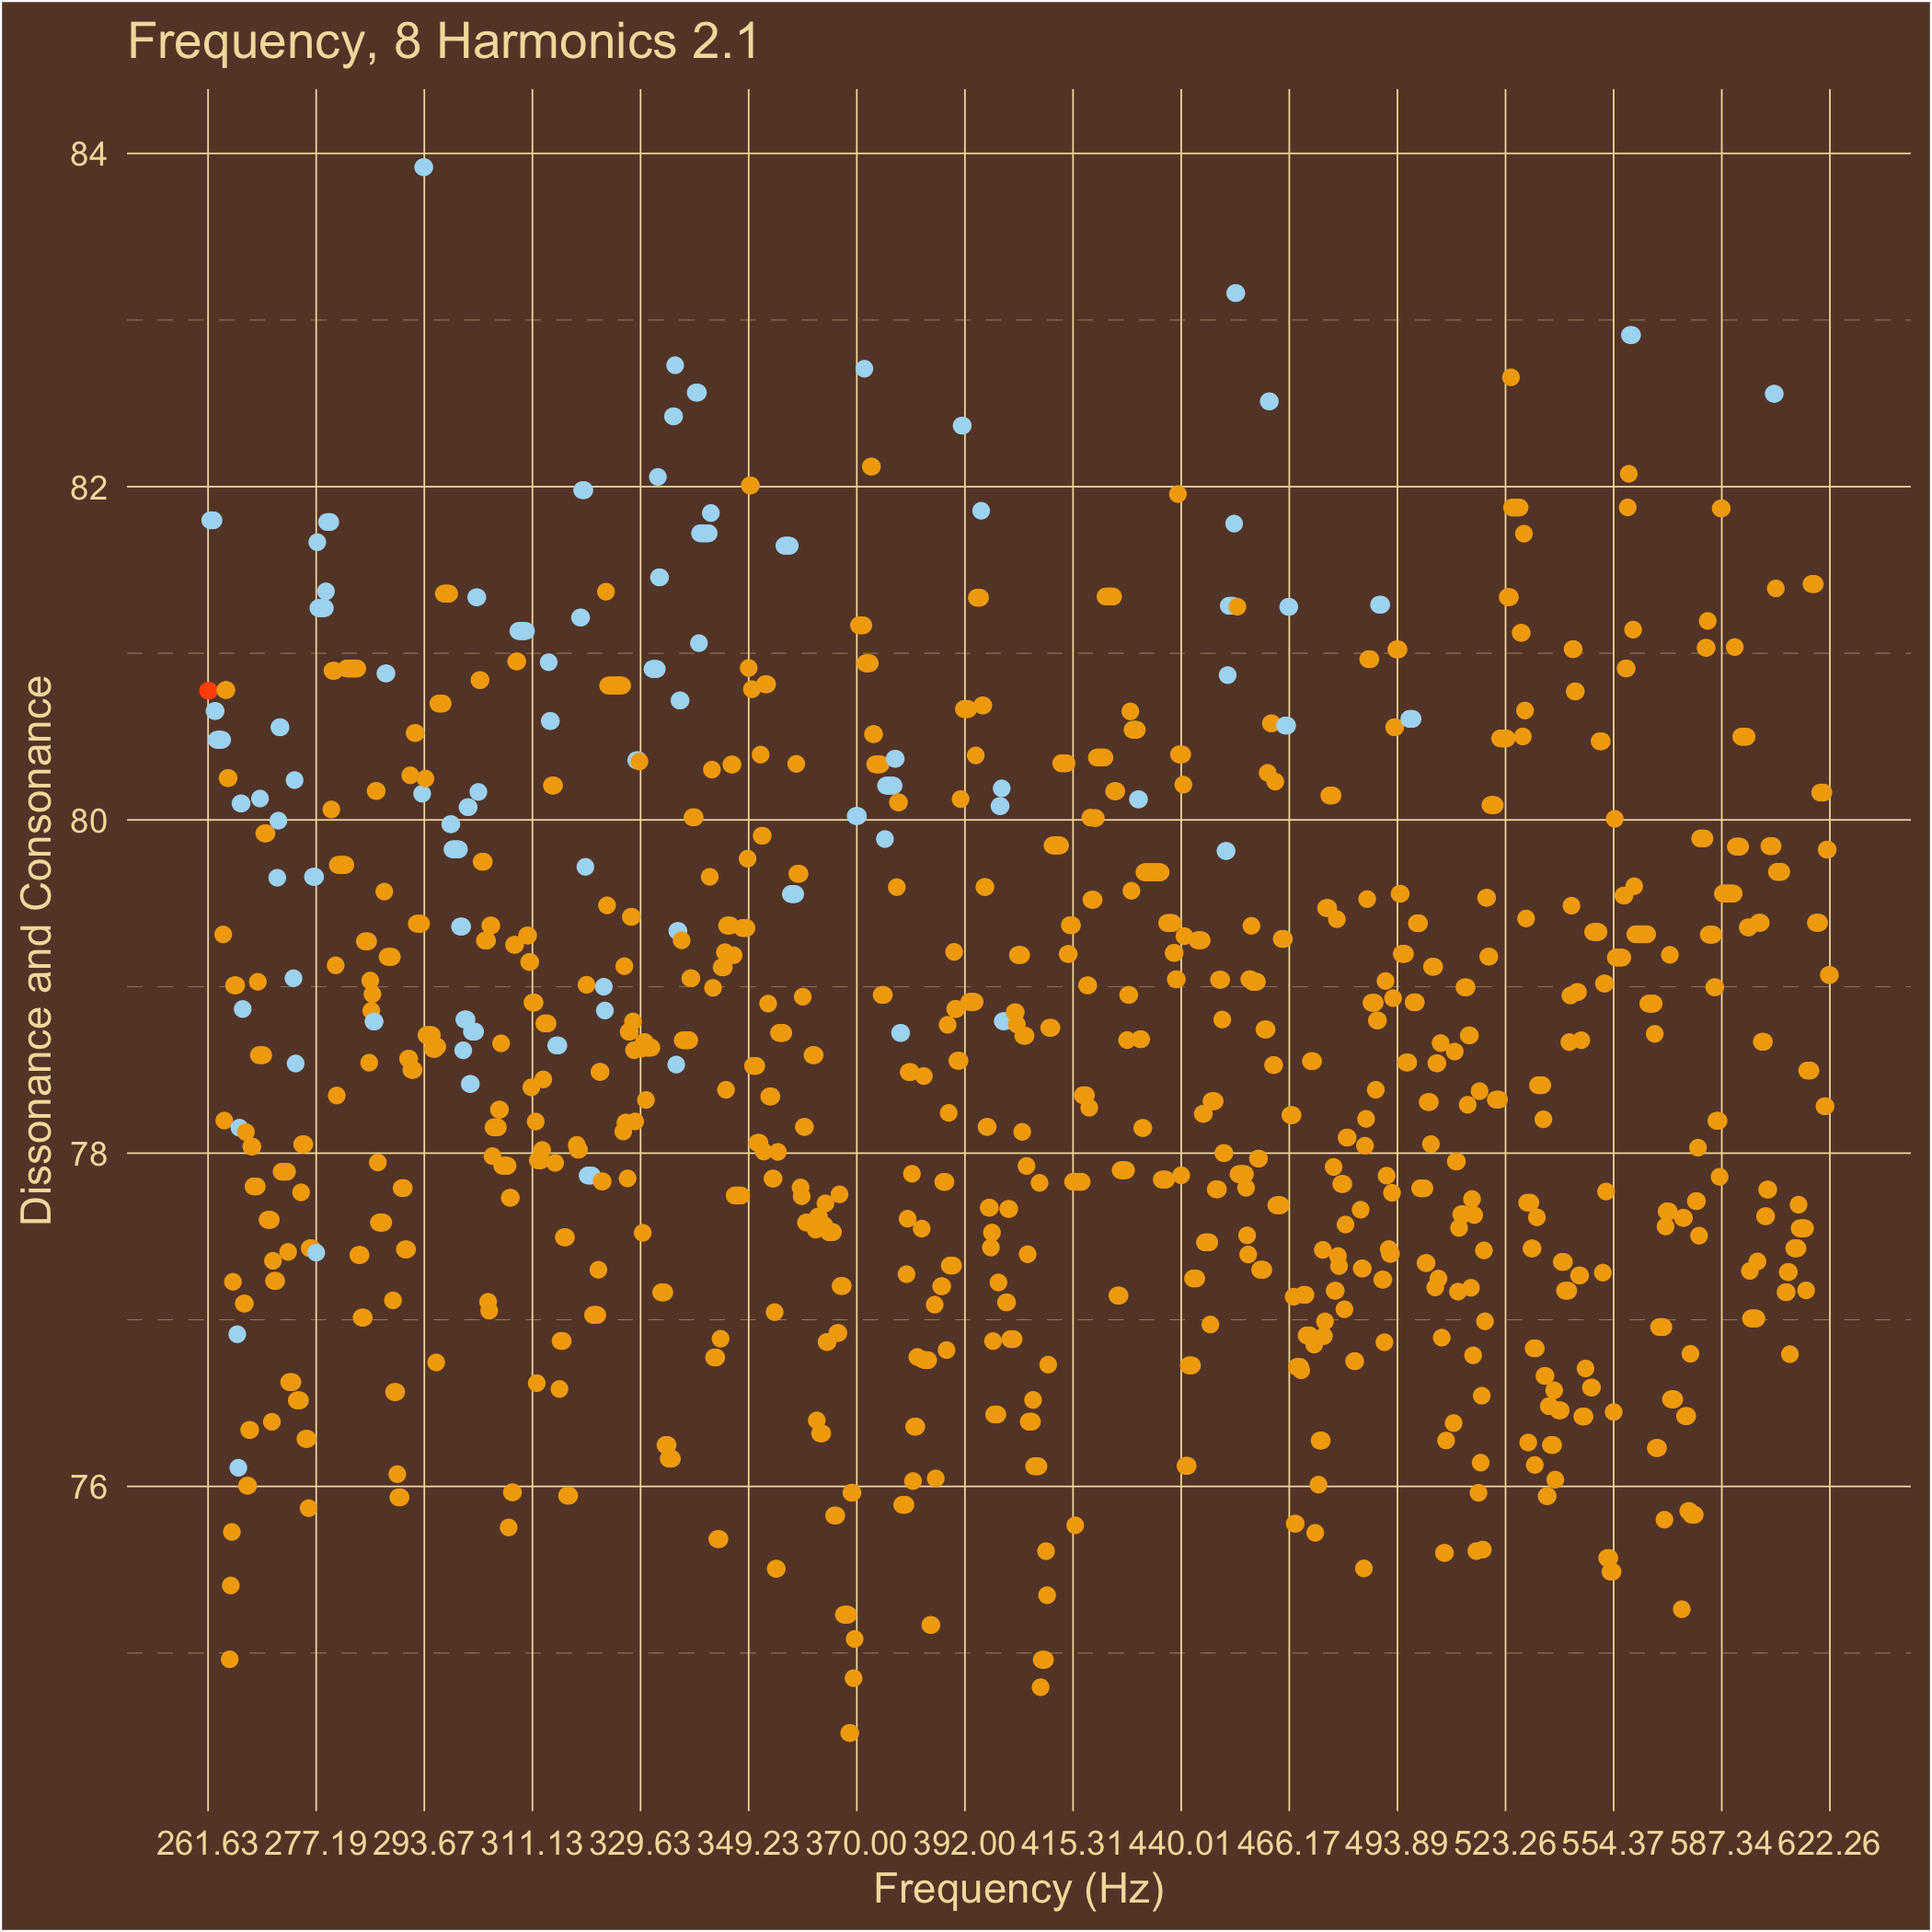 Frequency, 8 Harmonics 2.1
84
82
80
78
76
Dissonance and Consonance
261.63 277.19 293.67 311.13 329.63 349.23 370.00 392.00 415.31 440.01 466.17 493.89 523.26 554.37 587.34 622.26
Frequency (Hz)